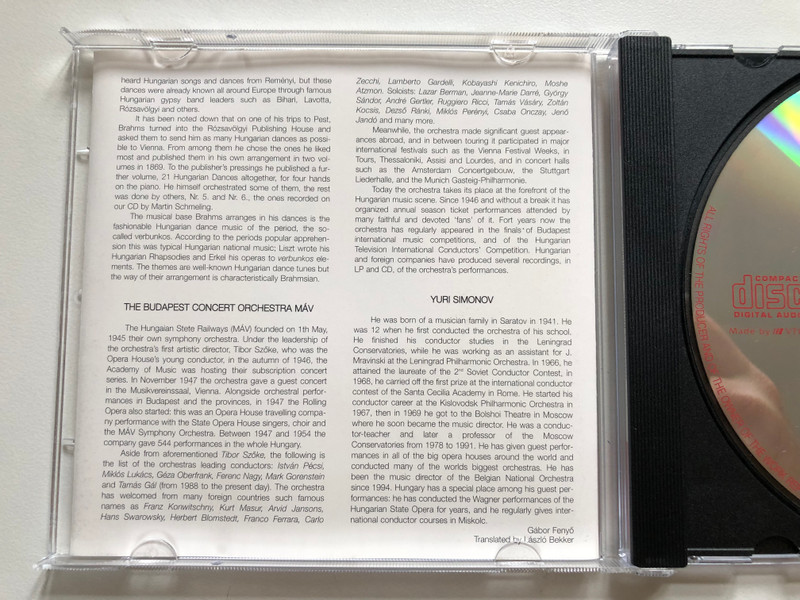 heard Hungarian songs and dances from Reményi, but these
dances were already known all around Europe through famous
Hungarian gypsy band leaders such as Bihari, Lavotta,
Rózsavölgyi and others.
It has been noted down that on one of his trips to Pest,
Brahms turned into the Rózsavölgyi Publishing House and
asked them to send him as many Hungarian dances as possi-
ble to Vienna. From among them he chose the ones he liked
most and published them in his own arrangement in two vol-
umes in 1869. To the publisher's pressings he published a fur-
ther volume, 21 Hungarian Dances altogether, for four hands
on the piano. He himself orchestrated some of them, the rest
was done by others, Nr. 5. and Nr. 6., the ones recorded on
our CD by Martin Schmeling.
The musical base Brahms arranges in his dances is the
fashionable Hungarian dance music of the period, the so-
called verbunkos. According to the periods popular apprehen-
sion this was typical Hungarian national music; Liszt wrote his
Hungarian Rhapsodies and Erkel his operas to verbunkos ele-
ments. The themes are well-known Hungarian dance tunes but
the way of their arrangement is characteristically Brahmsian.
THE BUDAPEST CONCERT ORCHESTRA MÁV
The Hungaian Stete Railways (MÁV) founded on 1th May,
1945 their own symphony orchestra. Under the leadership of
the orchestra's first artistic director, Tibor Szőke, who was the
Opera House's young conductor, in the autumn of 1946, the
Academy of Music was hosting their subscription concert
series. In November 1947 the orchestra gave a guest concert
in the Musikvereinssaal, Vienna. Alongside orchestral perfor-
mances in Budapest and the provinces, in 1947 the Rolling
Opera also started: this was an Opera House travelling compa-
ny performance with the State Opera House singers, choir and
the MÁV Symphony Orchestra. Between 1947 and 1954 the
company gave 544 performances in the whole Hungary.
Aside from aforementioned Tibor Szőke, the following is
the list of the orchestras leading conductors: István Pécsi,
Miklós Lukács, Géza Oberfrank, Ferenc Nagy, Mark Gorenstein
and Tamás Gál (from 1988 to the present day). The orchestra
has welcomed from many foreign countries such famous
names as Franz Konwitschny, Kurt Masur, Arvid Jansons,
Hans Swarowsky, Herbert Blomstedt, Franco Ferrara, Carlo
Zecchi, Lamberto Gardelli, Kobayashi Kenichiro, Moshe
Atzmon. Soloists: Lazar Berman, Jeanne-Marie Darré, György
Sándor, André Gertler, Ruggiero Ricci, Tamás Vásáry, Zoltán
Kocsis, Dezső Ránki, Miklós Perényi, Csaba Onczay, Jenő
Jandó and many more.
Meanwhile, the orchestra made significant guest appear-
ances abroad, and in between touring it participated in major
international festivals such as the Vienna Festival Weeks, in
Tours, Thessaloniki, Assisi and Lourdes, and in concert halls
such as the Amsterdam Concertgebouw, the Stuttgart
Liederhalle, and the Munich Gasteig-Philharmonie.
Today the orchestra takes its place at the forefront of the
Hungarian music scene. Since 1946 and without a break it has
organized annual season ticket performances attended by
many faithful and devoted 'fans' of it. Fort years now the
orchestra has regularly appeared in the finals of Budapest
international music competitions, and of the Hungarian
Television International Conductors' Competition. Hungarian
and foreign companies have produced several recordings, in
LP and CD, of the orchestra's performances.
YURI SIMONOV
He was born of a musician family in Saratov in 1941. He
was 12 when he first conducted the orchestra of his school.
He finished his conductor studies in the Leningrad
Conservatories, while he was working as an assistant for J.
Mravinski at the Leningrad Philharmonic Orchestra. In 1966, he
attained the laureate of the 2nd Soviet Conductor Contest, in
1968, he carried off the first prize at the international conductor
contest of the Santa Cecilia Academy in Rome. He started his
conductor career at the Kislovodsk Philharmonic Orchestra in
1967, then in 1969 he got to the Bolshoi Theatre in Moscow
where he soon became the music director. He was a conduc-
tor-teacher and later a professor of the Moscow
Conservatories from 1978 to 1991. He has given guest perfor-
mances in all of the big opera houses around the world and
conducted many of the worlds biggest orchestras. He has
been the music director of the Belgian National Orchestra
since 1994. Hungary has a special place among his guest per-
formances: he has conducted the Wagner performances of the
Hungarian State Opera for years, and he regularly gives inter-
national conductor courses in Miskolc.
Gábor Fenyő
Translated by László Bekker
ALL RIGHTS OF THE PRODUCER AND OF THE
COMPACT
disc
DIGITAL AUDIO
Made by